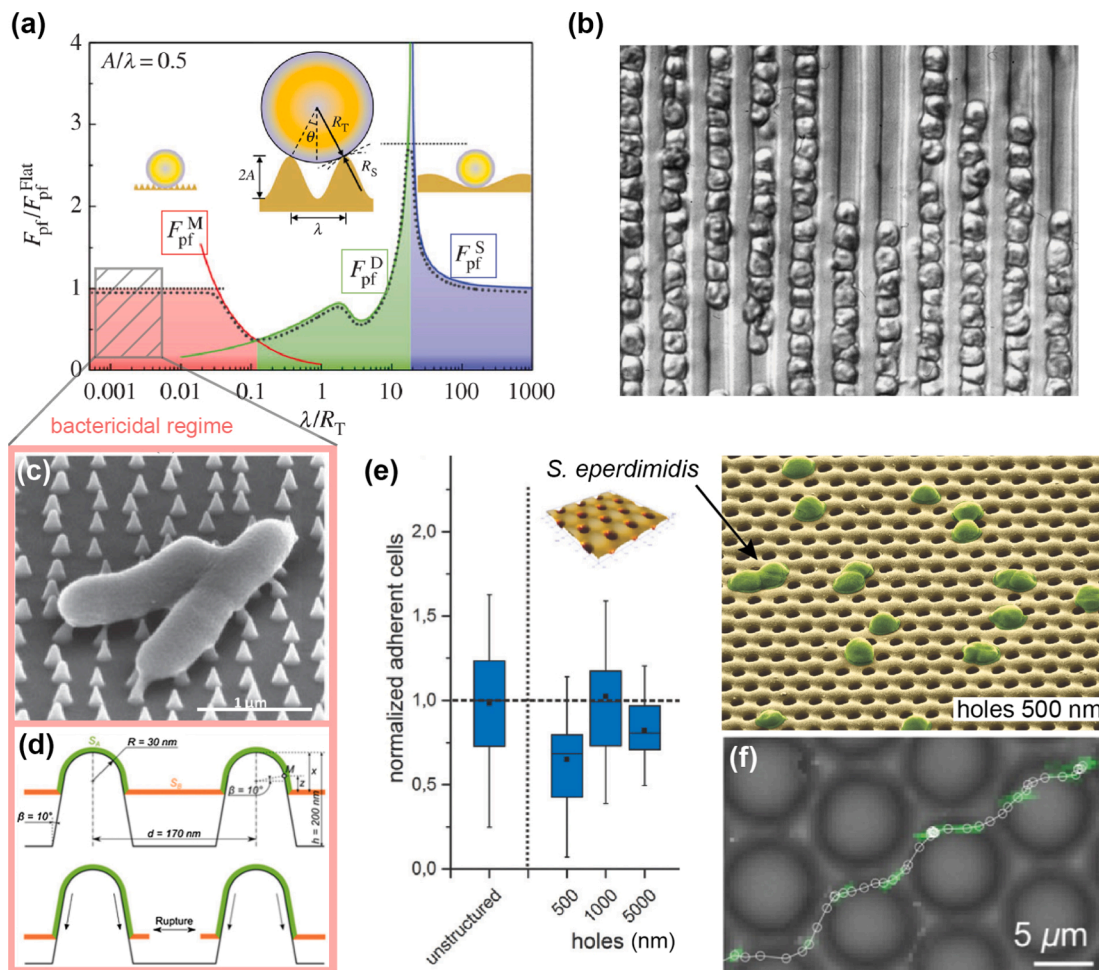 (a)
A/λ = 0.5
F_pf/F_pf^Flat
4
3
2
1
0
0.001
0.01
0.1
1
10
100
1000
λ/R_T
θ
R_T
R_S
2A
λ
F_pf^M
F_pf^D
F_pf^S
bactericidal regime
(b)
(c)
1 µm
(d)
S_A
R = 30 nm
S_B
M
β = 10°
x
z
h = 200 nm
β = 10°
d = 170 nm
Rupture
(e)
S. eperdimidis
normalized adherent cells
2,0
1,5
1,0
0,5
0,0
unstructured
500
1000
5000
holes (nm)
holes 500 nm
(f)
5 µm